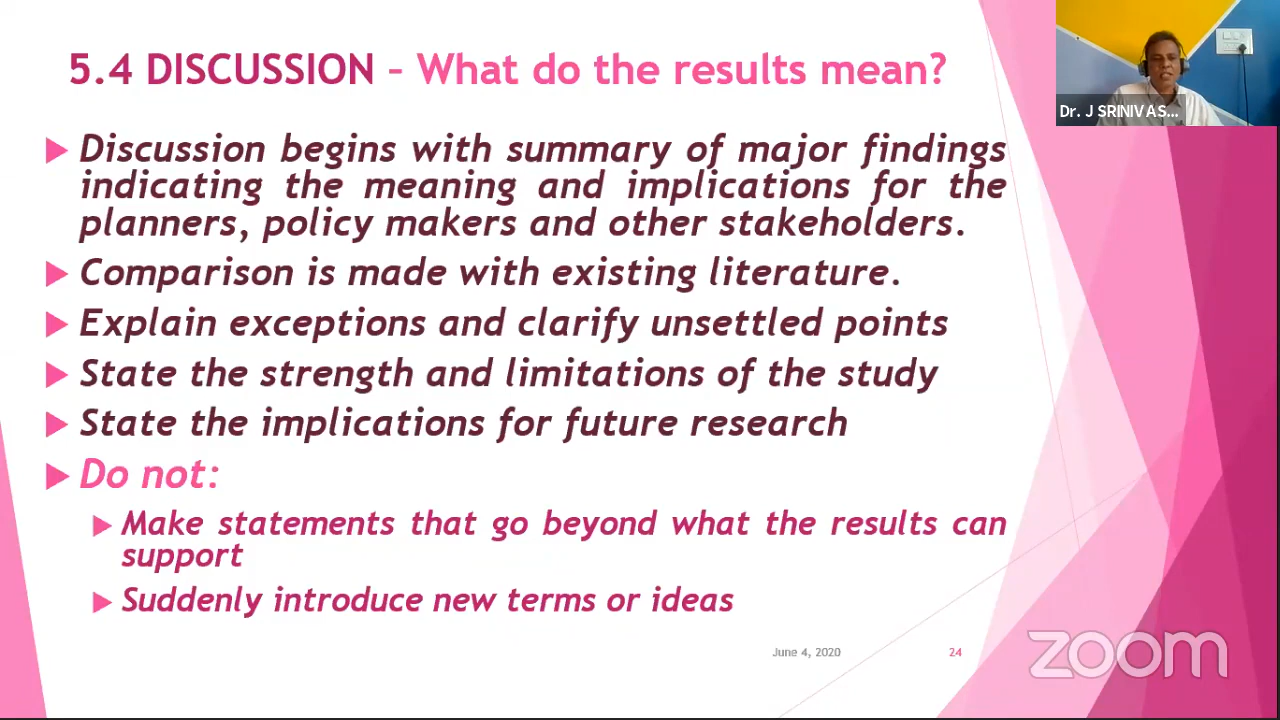 5.4 DISCUSSION – What do the results mean?
Dr. J SRINIVAS...
Discussion begins with summary of major findings
indicating the meaning and implications for the
planners, policy makers and other stakeholders.
Comparison is made with existing literature.
Explain exceptions and clarify unsettled points
State the strength and limitations of the study
State the implications for future research
Do not:
Make statements that go beyond what the results can
support
Suddenly introduce new terms or ideas
June 4, 2020
24
zoom